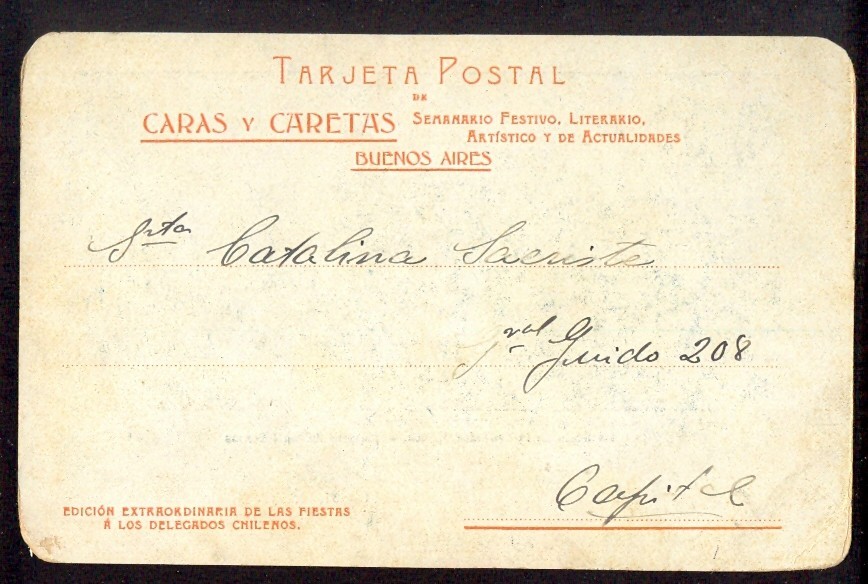 TARJETA POSTAL
DE
CARAS Y CARETAS SEMANARIO FESTIVO, LITERARIO,
ARTÍSTICO Y DE ACTUALIDADES
BUENOS AIRES
Srta Catalina Sacriste
Gral Guido 208
Capital
EDICIÓN EXTRAORDINARIA DE LAS FIESTAS
Á LOS DELEGADOS CHILENOS.